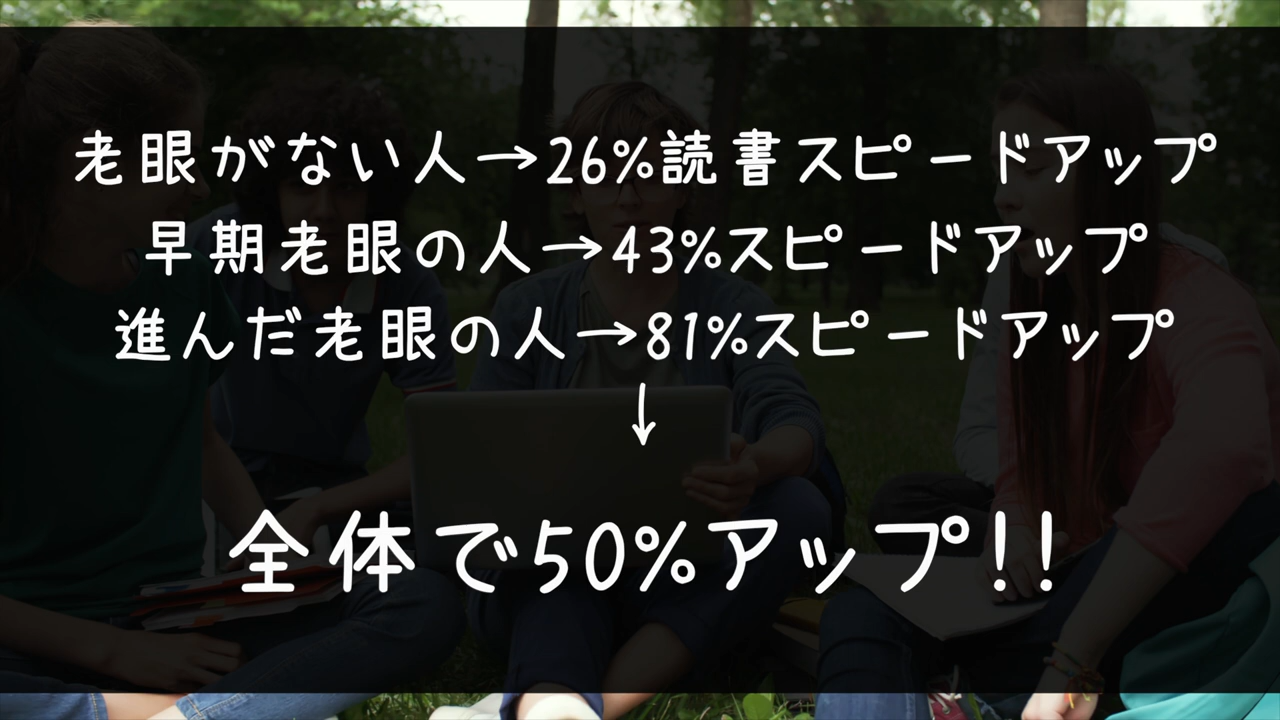 老眼がない人→26%読書スピードアップ
早期老眼の人→43%スピードアップ
進んだ老眼の人→81%スピードアップ
↓
全体で50%アップ!!